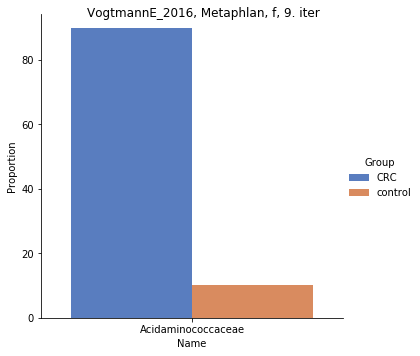 VogtmannE_2016, Metaphlan, f, 9. iter
Proportion
80
60
40
20
0
Acidaminococcaceae
Name
Group
CRC
control